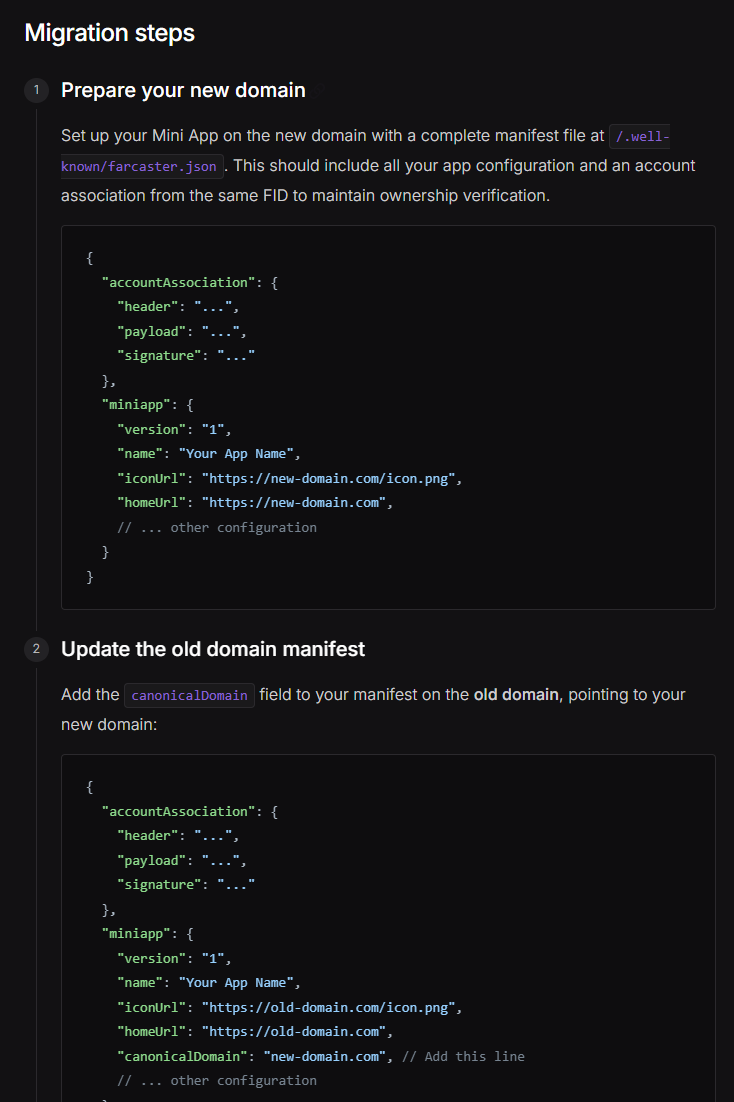 Migration steps
1
Prepare your new domain
Set up your Mini App on the new domain with a complete manifest file at /.well-
known/farcaster.json. This should include all your app configuration and an account
association from the same FID to maintain ownership verification.
{
  "accountAssociation": {
    "header": "...",
    "payload": "...",
    "signature": "..."
  },
  "miniapp": {
    "version": "1",
    "name": "Your App Name",
    "iconUrl": "https://new-domain.com/icon.png",
    "homeUrl": "https://new-domain.com",
    // ... other configuration
  }
}
2
Update the old domain manifest
Add the canonicalDomain field to your manifest on the old domain, pointing to your
new domain:
{
  "accountAssociation": {
    "header": "...",
    "payload": "...",
    "signature": "..."
  },
  "miniapp": {
    "version": "1",
    "name": "Your App Name",
    "iconUrl": "https://old-domain.com/icon.png",
    "homeUrl": "https://old-domain.com",
    "canonicalDomain": "new-domain.com", // Add this line
    // ... other configuration
  }